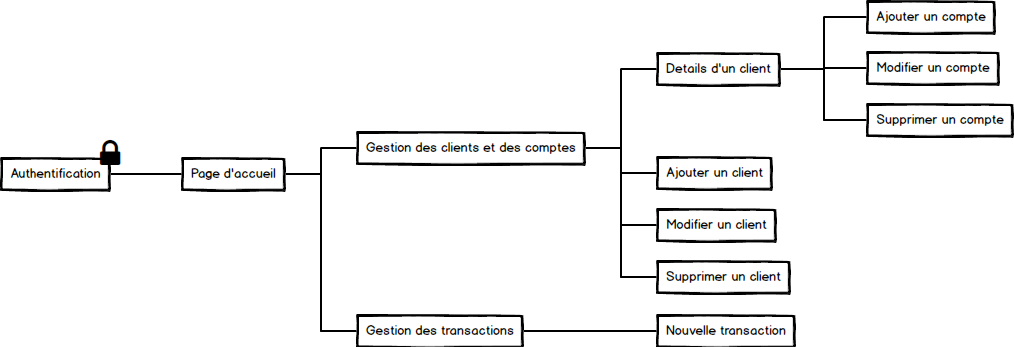 Authentification
Page d'accueil
Gestion des clients et des comptes
Details d'un client
Ajouter un compte
Modifier un compte
Supprimer un compte
Ajouter un client
Modifier un client
Supprimer un client
Gestion des transactions
Nouvelle transaction